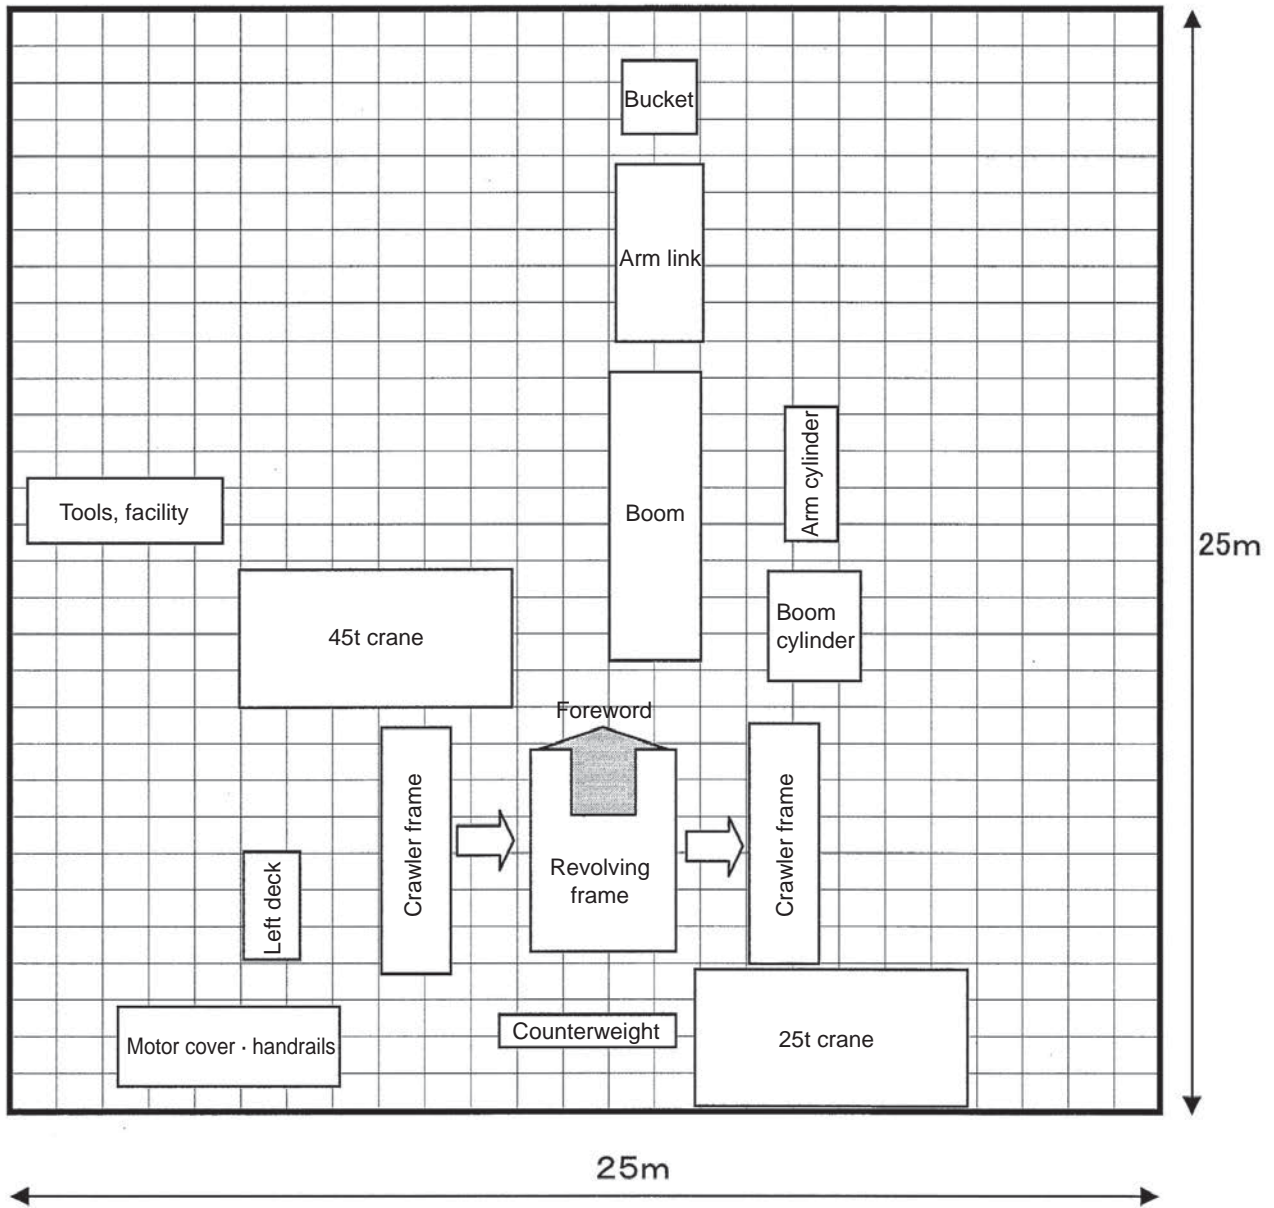 Bucket
Arm link
Arm cylinder
Tools, facility
Boom
25m
Boom
cylinder
45t crane
Foreword
Crawler frame
Crawler frame
Revolving
frame
Left deck
Counterweight
25t crane
Motor cover · handrails
25m